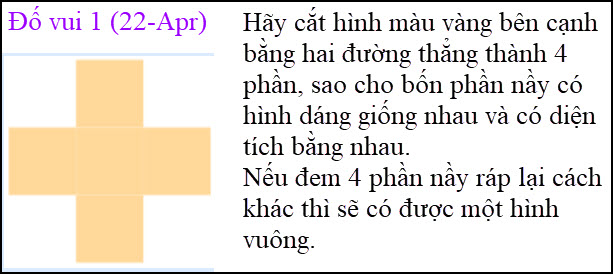 Đố vui 1 (22-Apr)
Hãy cắt hình màu vàng bên cạnh
bằng hai đường thẳng thành 4
phần, sao cho bốn phần nầy có
hình dáng giống nhau và có diện
tích bằng nhau.
Nếu đem 4 phần nầy ráp lại cách
khác thì sẽ có được một hình
vuông.